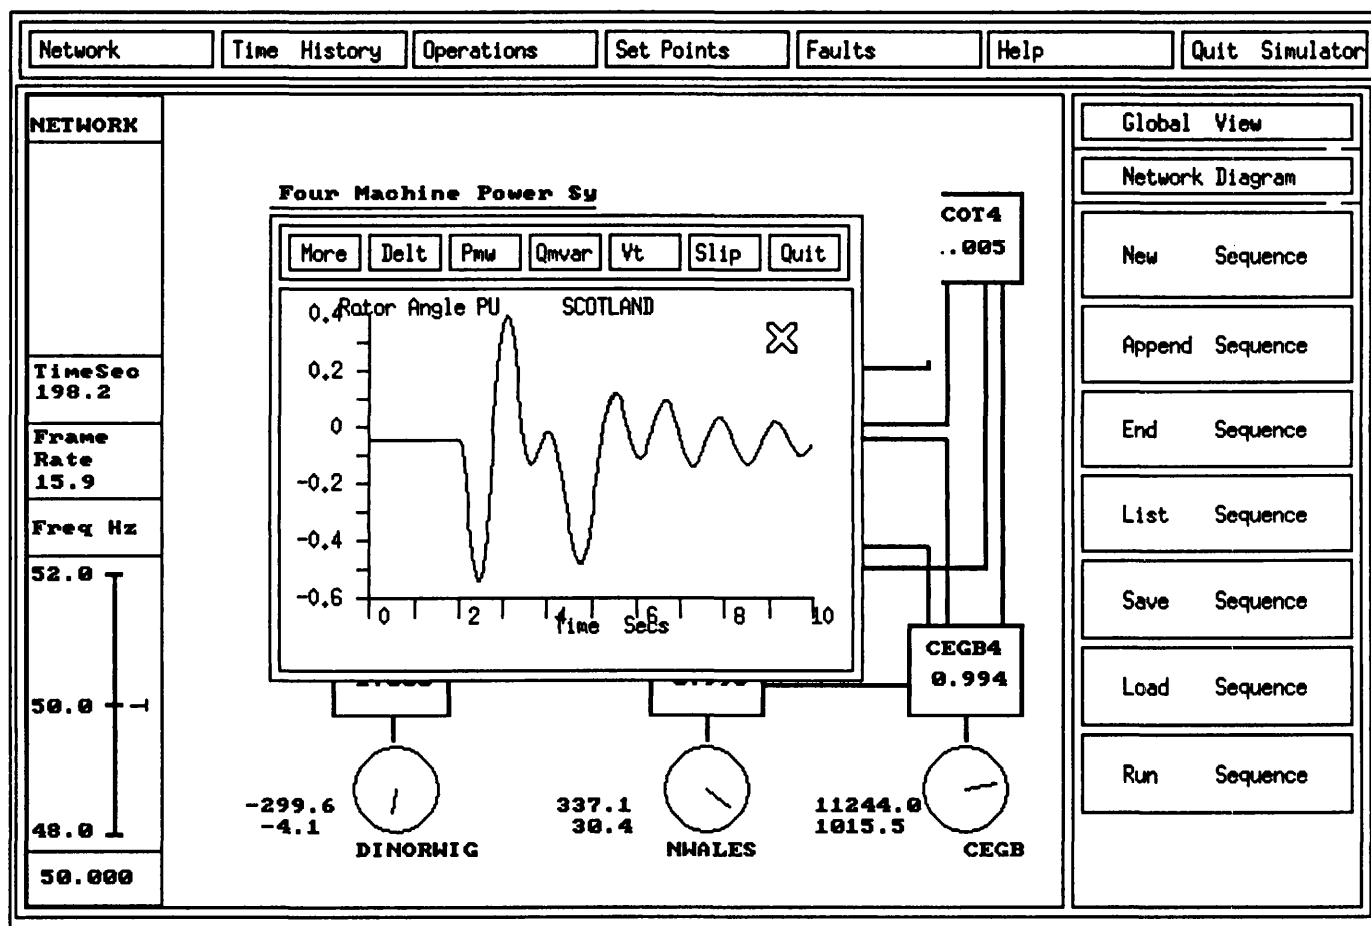 Network Time History Operations Set Points Faults Help Quit Simulator
NETWORK
TimeSec
198.2
Frame
Rate
15.9
Freq Hz
52.0
50.0
48.0
50.000
Four Machine Power Sy
More Delt Pmw Qmvar Vt Slip Quit
Rotor Angle PU SCOTLAND
0.4
0.2
0
-0.2
-0.4
-0.6
0 2 4 6 8 10
Time Secs
COT4
..005
CEGB4
0.994
-299.6
-4.1
DINORWIG
337.1
30.4
NWALES
11244.0
1015.5
CEGB
Global View
Network Diagram
New Sequence
Append Sequence
End Sequence
List Sequence
Save Sequence
Load Sequence
Run Sequence